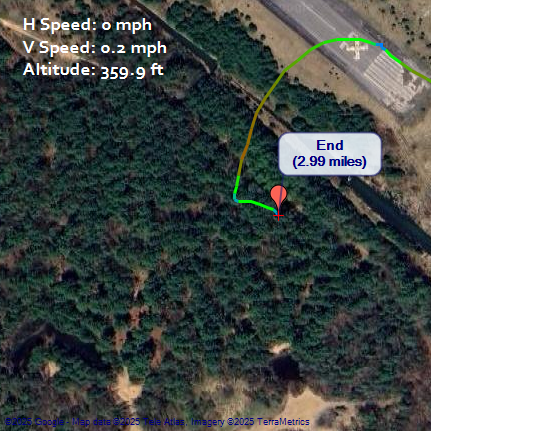 H Speed: 0 mph
V Speed: 0.2 mph
Altitude: 359.9 ft
End
(2.99 miles)
©2025 Google - Map data ©2025 Tele Atlas, Imagery ©2025 TerraMetrics